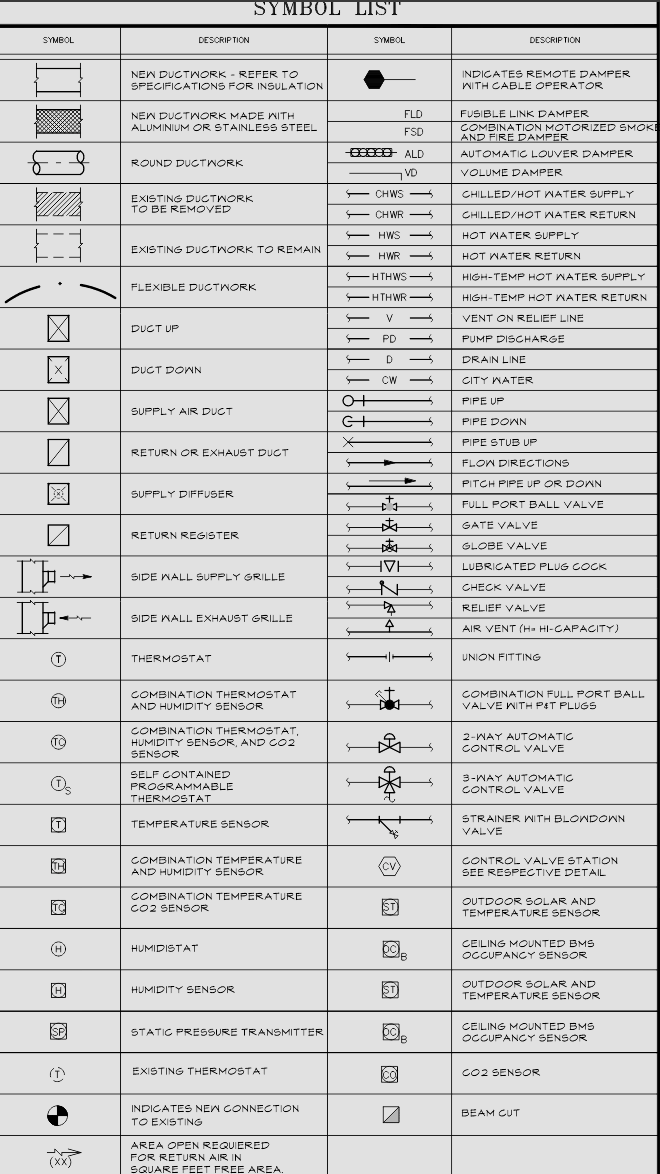 SYMBOL LIST
SYMBOL DESCRIPTION SYMBOL DESCRIPTION
NEW DUCTWORK - REFER TO
SPECIFICATIONS FOR INSULATION
NEW DUCTWORK MADE WITH
ALUMINIUM OR STAINLESS STEEL
ROUND DUCTWORK
EXISTING DUCTWORK
TO BE REMOVED
EXISTING DUCTWORK TO REMAIN
FLEXIBLE DUCTWORK
DUCT UP
X DUCT DOWN
SUPPLY AIR DUCT
RETURN OR EXHAUST DUCT
SUPPLY DIFFUSER
RETURN REGISTER
SIDE WALL SUPPLY GRILLE
SIDE WALL EXHAUST GRILLE
T THERMOSTAT
TH COMBINATION THERMOSTAT
AND HUMIDITY SENSOR
COMBINATION THERMOSTAT,
TC HUMIDITY SENSOR, AND CO2
SENSOR
SELF CONTAINED
T S PROGRAMMABLE
THERMOSTAT
T TEMPERATURE SENSOR
TH COMBINATION TEMPERATURE
AND HUMIDITY SENSOR
TC COMBINATION TEMPERATURE
CO2 SENSOR
H HUMIDISTAT
H HUMIDITY SENSOR
SP STATIC PRESSURE TRANSMITTER
T EXISTING THERMOSTAT
INDICATES NEW CONNECTION
TO EXISTING
AREA OPEN REQUIERED
(XX) FOR RETURN AIR IN
SQUARE FEET FREE AREA.
INDICATES REMOTE DAMPER
WITH CABLE OPERATOR
FLD FUSIBLE LINK DAMPER
FSD COMBINATION MOTORIZED SMOKE
AND FIRE DAMPER
ALD AUTOMATIC LOUVER DAMPER
VD VOLUME DAMPER
CHWS CHILLED/HOT WATER SUPPLY
CHWR CHILLED/HOT WATER RETURN
HWS HOT WATER SUPPLY
HWR HOT WATER RETURN
HTHWS HIGH-TEMP HOT WATER SUPPLY
HTHWR HIGH-TEMP HOT WATER RETURN
V VENT ON RELIEF LINE
PD PUMP DISCHARGE
D DRAIN LINE
CW CITY WATER
PIPE UP
PIPE DOWN
PIPE STUB UP
FLOW DIRECTIONS
PITCH PIPE UP OR DOWN
FULL PORT BALL VALVE
GATE VALVE
GLOBE VALVE
LUBRICATED PLUG COCK
CHECK VALVE
RELIEF VALVE
AIR VENT (H= HI-CAPACITY)
UNION FITTING
COMBINATION FULL PORT BALL
VALVE WITH P&T PLUGS
2-WAY AUTOMATIC
CONTROL VALVE
3-WAY AUTOMATIC
CONTROL VALVE
STRAINER WITH BLOWDOWN
VALVE
CV CONTROL VALVE STATION
SEE RESPECTIVE DETAIL
ST OUTDOOR SOLAR AND
TEMPERATURE SENSOR
OC B CEILING MOUNTED BMS
OCCUPANCY SENSOR
ST OUTDOOR SOLAR AND
TEMPERATURE SENSOR
OC B CEILING MOUNTED BMS
OCCUPANCY SENSOR
CO CO2 SENSOR
BEAM CUT